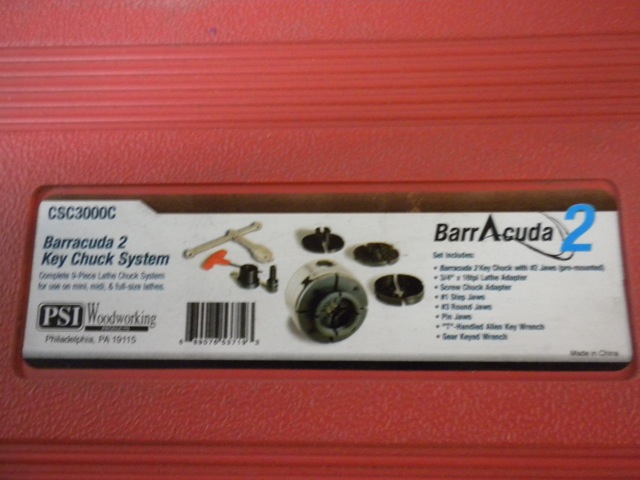 CSC3000C
Barracuda 2
Key Chuck System
Complete 9-Piece Lathe Chuck System
for use on mini, midi, & full-size lathes.
PSI Woodworking
PRODUCTS
Philadelphia, PA 19115
BarrAcuda 2
Set Includes:
• Barracuda 2 Key Chuck with #2 Jaws (pre-mounted)
• 3/4" x 16tpi Lathe Adapter
• Screw Chuck Adapter
• #1 Step Jaws
• #3 Round Jaws
• Pin Jaws
• "T"-Handled Allen Key Wrench
• Gear Keyed Wrench
Made in China